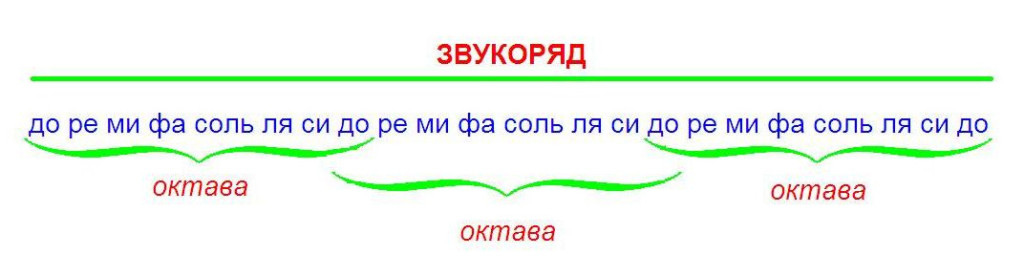 ЗВУКОРЯД
до ре ми фа соль ля си до ре ми фа соль ля си до ре ми фа соль ля си до
октава
октава
октава